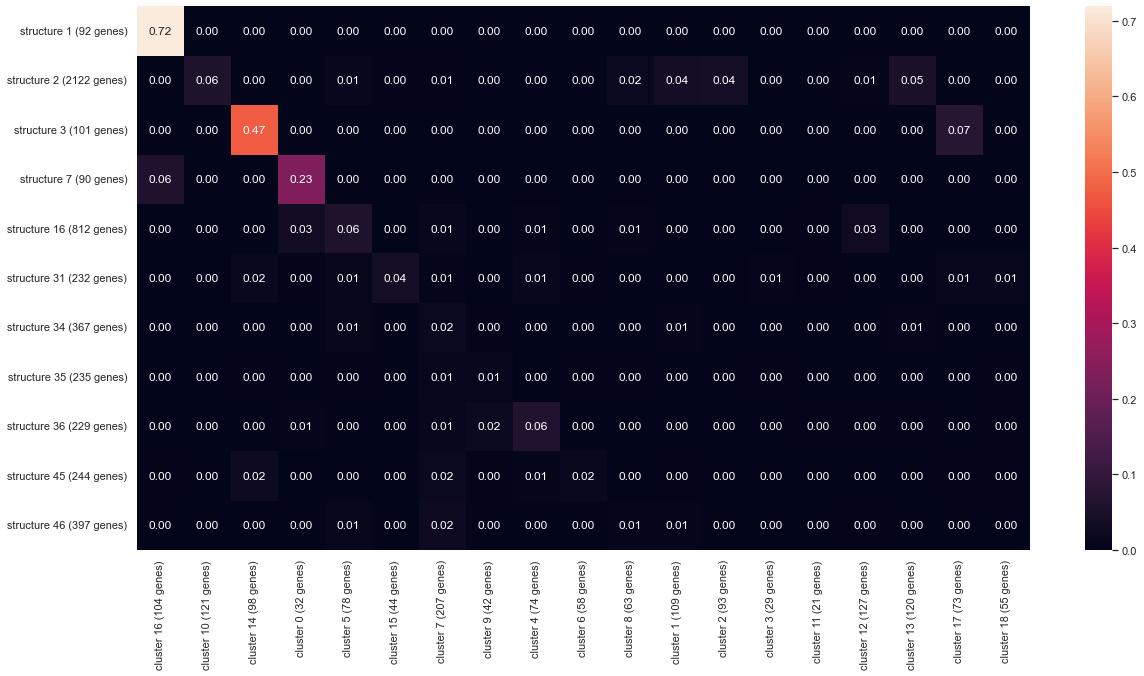 structure 1 (92 genes) 0.72 0.00 0.00 0.00 0.00 0.00 0.00 0.00 0.00 0.00 0.00 0.00 0.00 0.00 0.00 0.00 0.00 0.00 0.00
structure 2 (2122 genes) 0.00 0.06 0.00 0.00 0.01 0.00 0.01 0.00 0.00 0.00 0.02 0.04 0.04 0.00 0.00 0.01 0.05 0.00 0.00
structure 3 (101 genes) 0.00 0.00 0.47 0.00 0.00 0.00 0.00 0.00 0.00 0.00 0.00 0.00 0.00 0.00 0.00 0.00 0.00 0.07 0.00
structure 7 (90 genes) 0.06 0.00 0.00 0.23 0.00 0.00 0.00 0.00 0.00 0.00 0.00 0.00 0.00 0.00 0.00 0.00 0.00 0.00 0.00
structure 16 (812 genes) 0.00 0.00 0.00 0.03 0.06 0.00 0.01 0.00 0.01 0.00 0.01 0.00 0.00 0.00 0.00 0.03 0.00 0.00 0.00
structure 31 (232 genes) 0.00 0.00 0.02 0.00 0.01 0.04 0.01 0.00 0.01 0.00 0.00 0.00 0.00 0.01 0.00 0.00 0.00 0.01 0.01
structure 34 (367 genes) 0.00 0.00 0.00 0.00 0.01 0.00 0.02 0.00 0.00 0.00 0.00 0.01 0.00 0.00 0.00 0.00 0.01 0.00 0.00
structure 35 (235 genes) 0.00 0.00 0.00 0.00 0.00 0.00 0.01 0.01 0.00 0.00 0.00 0.00 0.00 0.00 0.00 0.00 0.00 0.00 0.00
structure 36 (229 genes) 0.00 0.00 0.00 0.01 0.00 0.00 0.01 0.02 0.06 0.00 0.00 0.00 0.00 0.00 0.00 0.00 0.00 0.00 0.00
structure 45 (244 genes) 0.00 0.00 0.02 0.00 0.00 0.00 0.02 0.00 0.01 0.02 0.00 0.00 0.00 0.00 0.00 0.00 0.00 0.00 0.00
structure 46 (397 genes) 0.00 0.00 0.00 0.00 0.01 0.00 0.02 0.00 0.00 0.00 0.01 0.01 0.00 0.00 0.00 0.00 0.00 0.00 0.00
cluster 16 (104 genes)
cluster 10 (121 genes)
cluster 14 (98 genes)
cluster 0 (32 genes)
cluster 5 (78 genes)
cluster 15 (44 genes)
cluster 7 (207 genes)
cluster 9 (42 genes)
cluster 4 (74 genes)
cluster 6 (58 genes)
cluster 8 (63 genes)
cluster 1 (109 genes)
cluster 2 (93 genes)
cluster 3 (29 genes)
cluster 11 (21 genes)
cluster 12 (127 genes)
cluster 13 (120 genes)
cluster 17 (73 genes)
cluster 18 (55 genes)
0.7
0.6
0.5
0.4
0.3
0.2
0.1
0.0